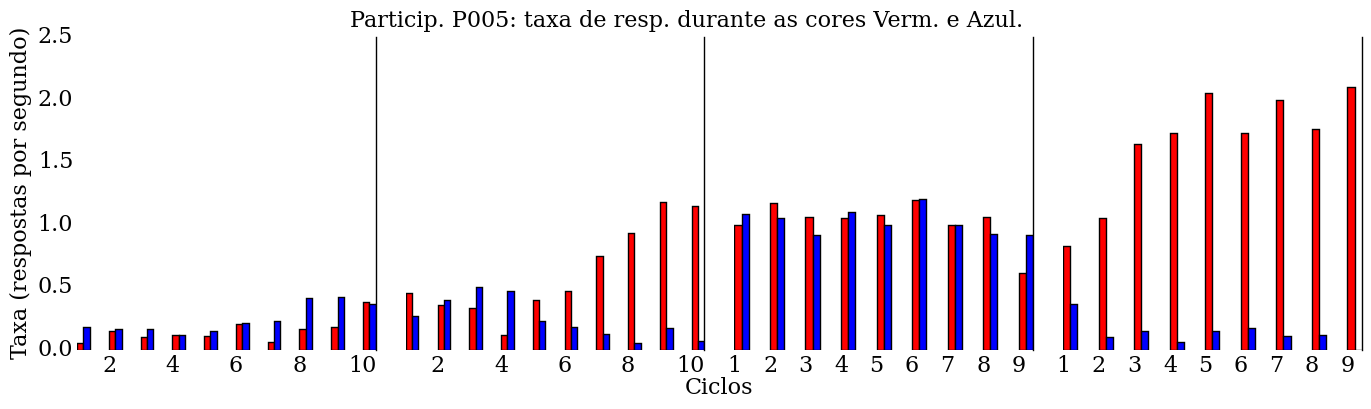 Particip. P005: taxa de resp. durante as cores Verm. e Azul.
Taxa (respostas por segundo)
2.5
2.0
1.5
1.0
0.5
0.0
2 4 6 8 10 2 4 6 8 10 1 2 3 4 5 6 7 8 9 1 2 3 4 5 6 7 8 9
Ciclos